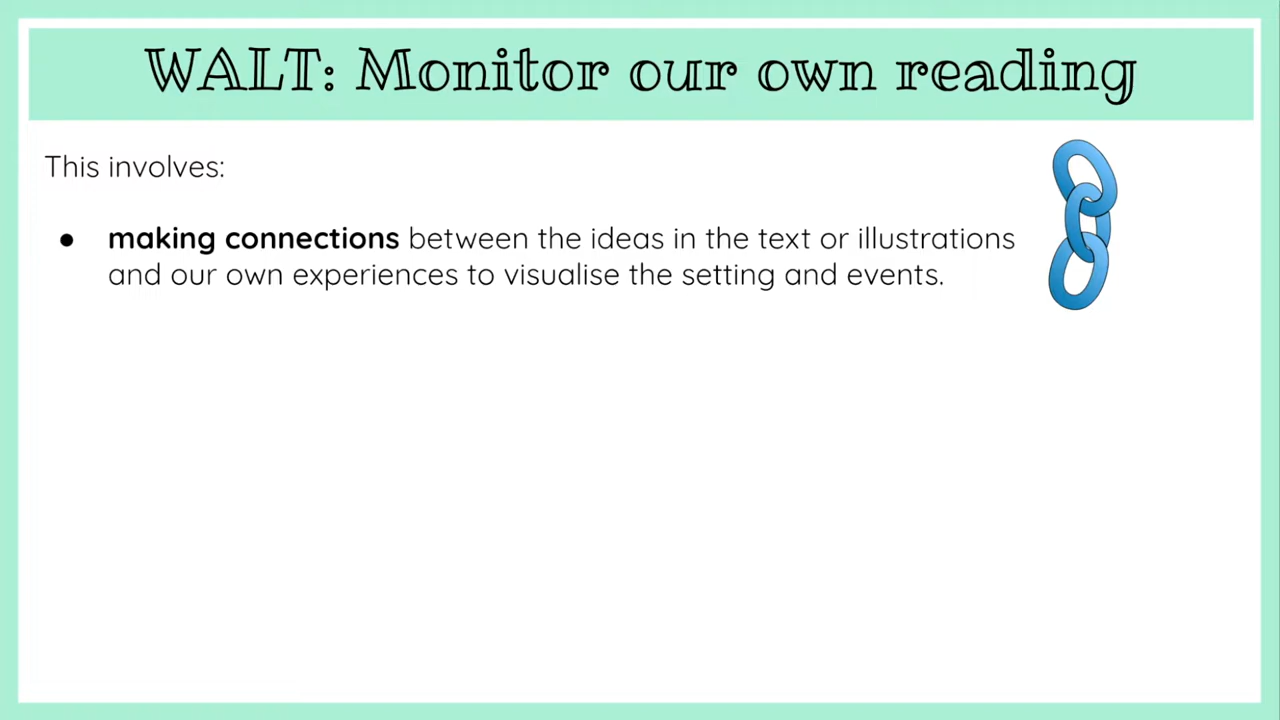 WALT: Monitor our own reading
This involves:
● making connections between the ideas in the text or illustrations
and our own experiences to visualise the setting and events.